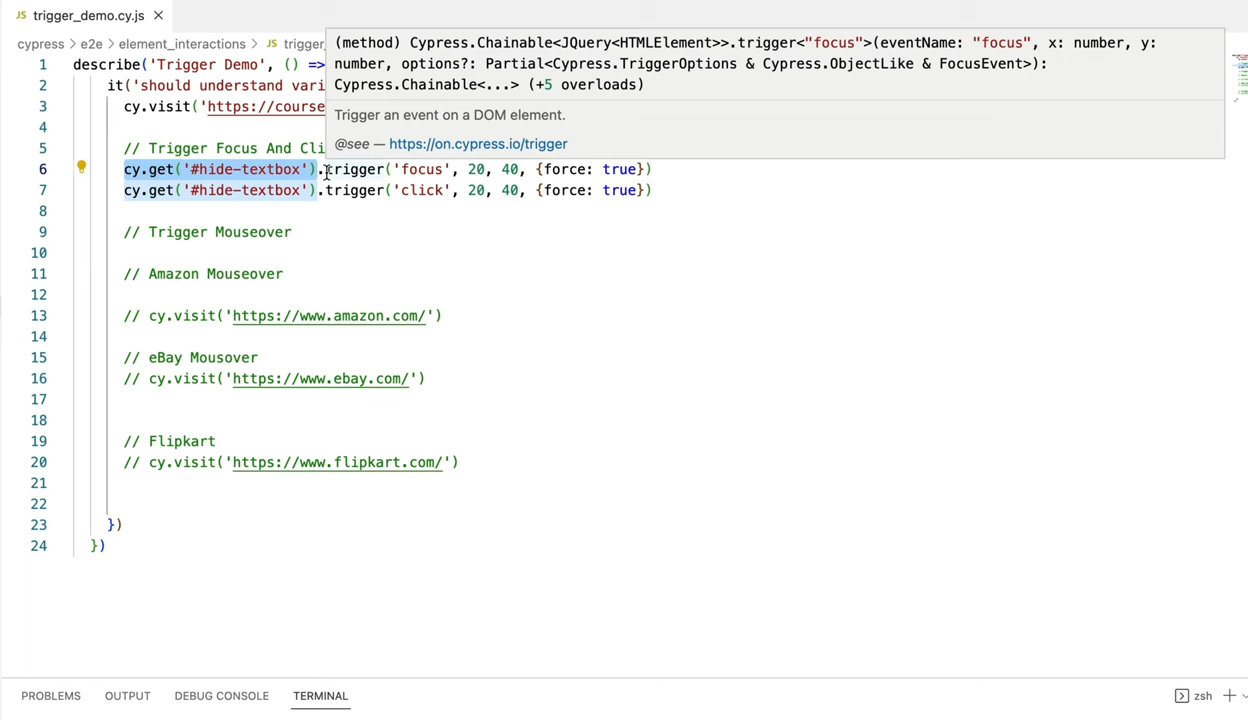 JS trigger_demo.cy.js ×
cypress > e2e > element_interactions > JS trigger_
(method) Cypress.Chainable<JQuery<HTMLElement>>.trigger<"focus">(eventName: "focus", x: number, y:
number, options?: Partial<Cypress.TriggerOptions & Cypress.ObjectLike & FocusEvent>):
Cypress.Chainable<...> (+5 overloads)
Trigger an event on a DOM element.
@see — https://on.cypress.io/trigger
1 describe('Trigger Demo', () =>
2 it('should understand vari
3 cy.visit('https://course
4
5 // Trigger Focus And Cli
6 cy.get('#hide-textbox').trigger('focus', 20, 40, {force: true})
7 cy.get('#hide-textbox').trigger('click', 20, 40, {force: true})
8
9 // Trigger Mouseover
10
11 // Amazon Mouseover
12
13 // cy.visit('https://www.amazon.com/')
14
15 // eBay Mousover
16 // cy.visit('https://www.ebay.com/')
17
18
19 // Flipkart
20 // cy.visit('https://www.flipkart.com/')
21
22
23 })
24 })
PROBLEMS OUTPUT DEBUG CONSOLE TERMINAL zsh